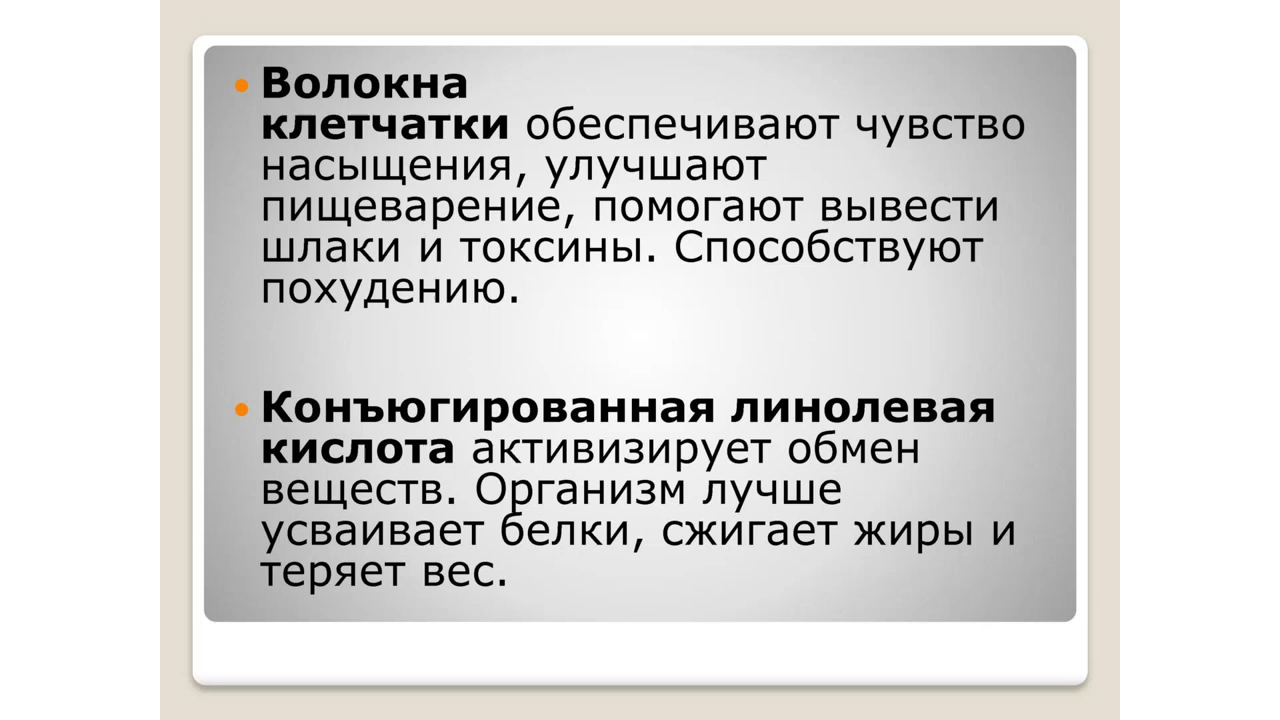 Волокна
клетчатки обеспечивают чувство
насыщения, улучшают
пищеварение, помогают вывести
шлаки и токсины. Способствуют
похудению.
Конъюгированная линолевая
кислота активизирует обмен
веществ. Организм лучше
усваивает белки, сжигает жиры и
теряет вес.